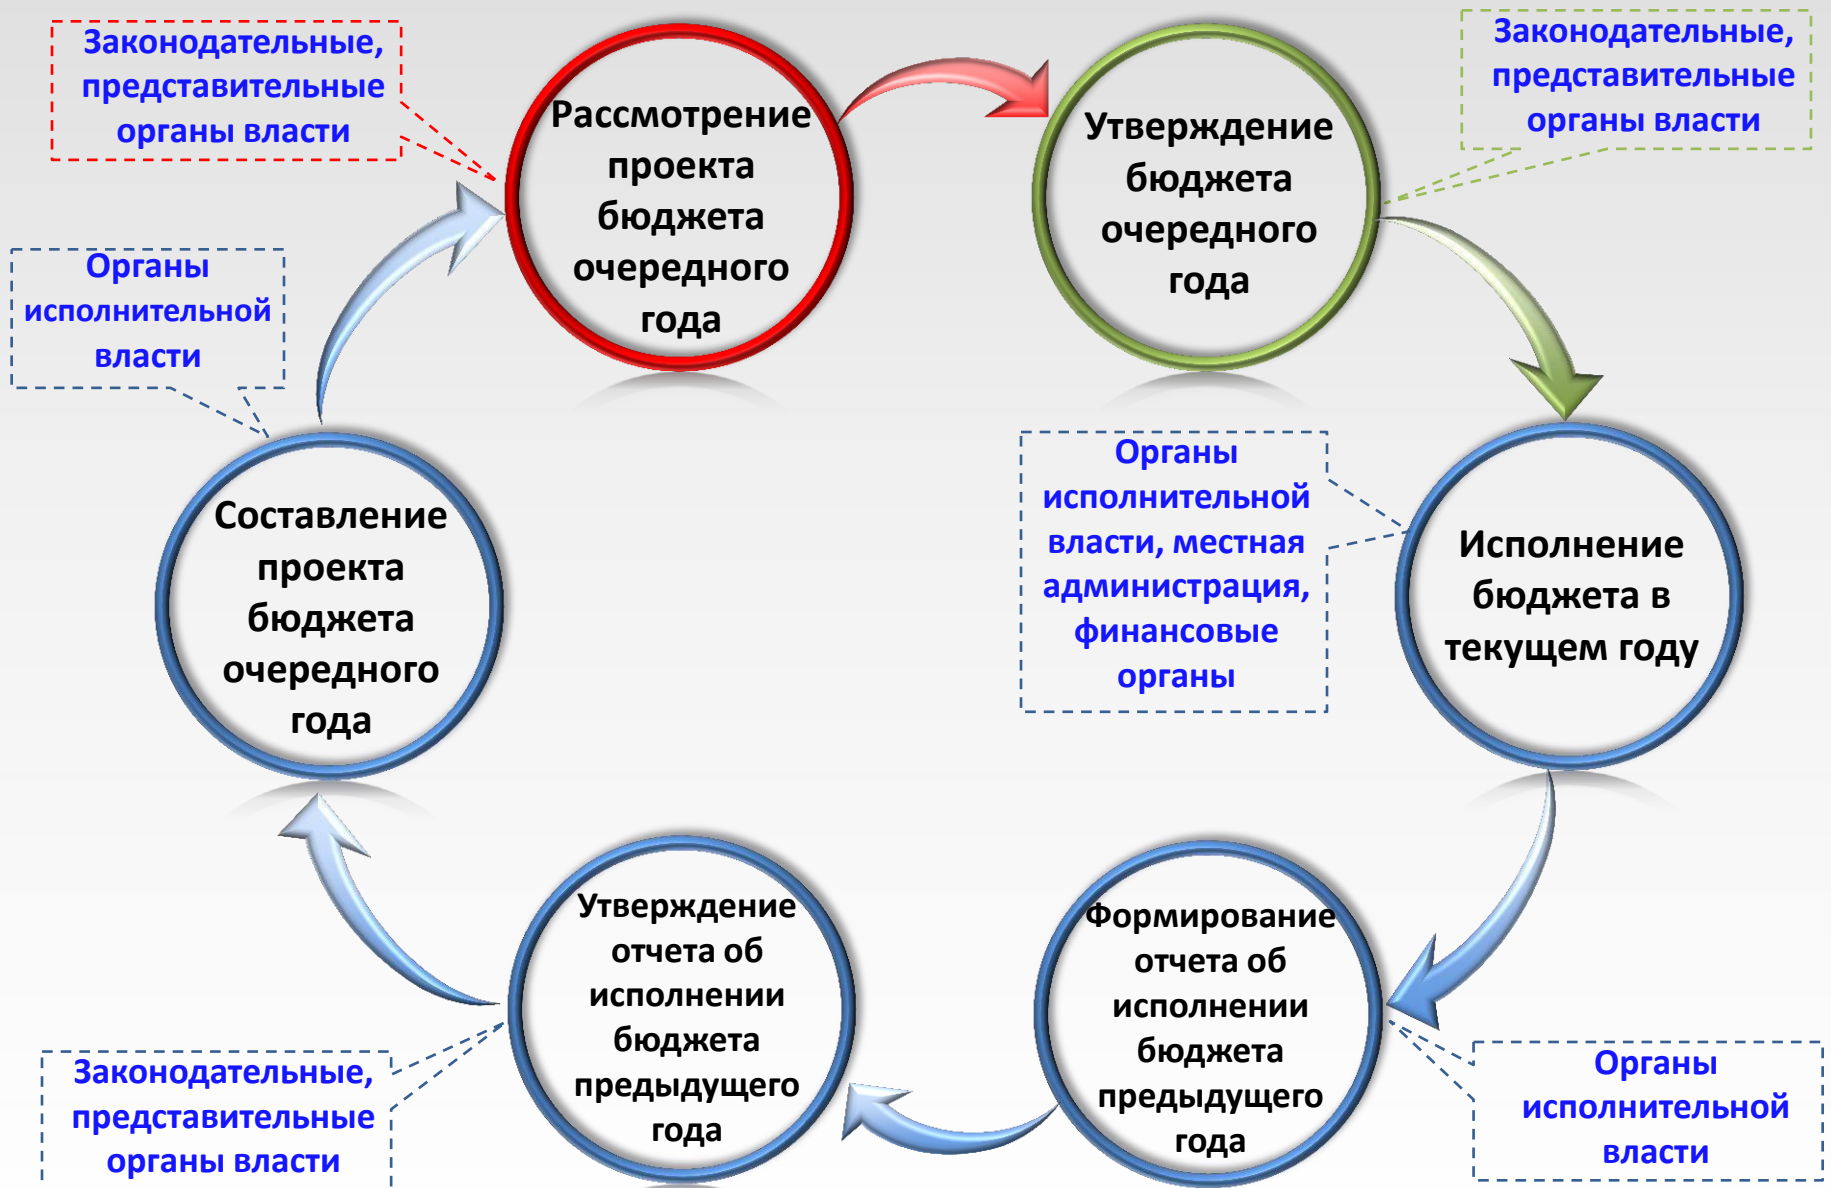 Законодательные,
представительные
органы власти
Рассмотрение
проекта
бюджета
очередного
года
Утверждение
бюджета
очередного
года
Законодательные,
представительные
органы власти
Органы
исполнительной
власти
Составление
проекта
бюджета
очередного
года
Органы
исполнительной
власти, местная
администрация,
финансовые
органы
Исполнение
бюджета в
текущем году
Утверждение
отчета об
исполнении
бюджета
предыдущего
года
Формирование
отчета об
исполнении
бюджета
предыдущего
года
Законодательные,
представительные
органы власти
Органы
исполнительной
власти